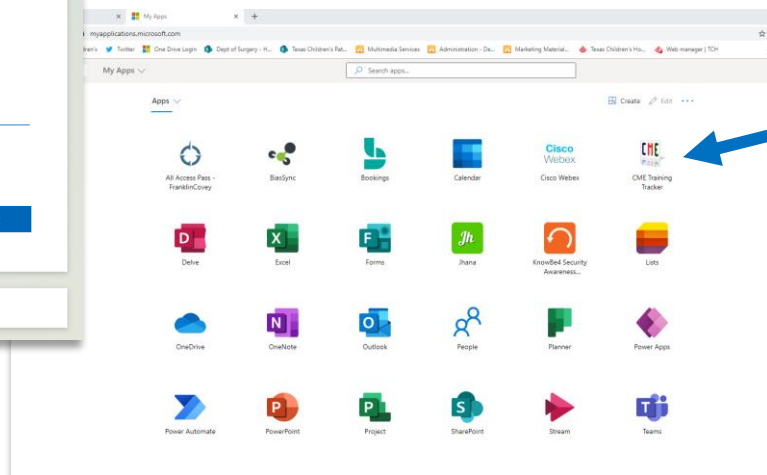 My Apps
myapplications.microsoft.com
Twitter One Drive Login Dept of Surgery - H... Texas Children's Pat... Multimedia Services Administration - De... Marketing Material... Texas Children's Ho... Web manager | TCH
My Apps
Search apps...
Apps
Create Edit ...
Cisco
Webex
CME
All Access Pass -
FranklinCovey
BiasSync
Bookings
Calendar
Cisco Webex
CME Training
Tracker
D
X
F
Jh
Delve
Excel
Forms
Jhana
KnowBe4 Security
Awareness...
Lists
N
O
OneDrive
OneNote
Outlook
People
Planner
Power Apps
P
P
S
T
Power Automate
PowerPoint
Project
SharePoint
Stream
Teams